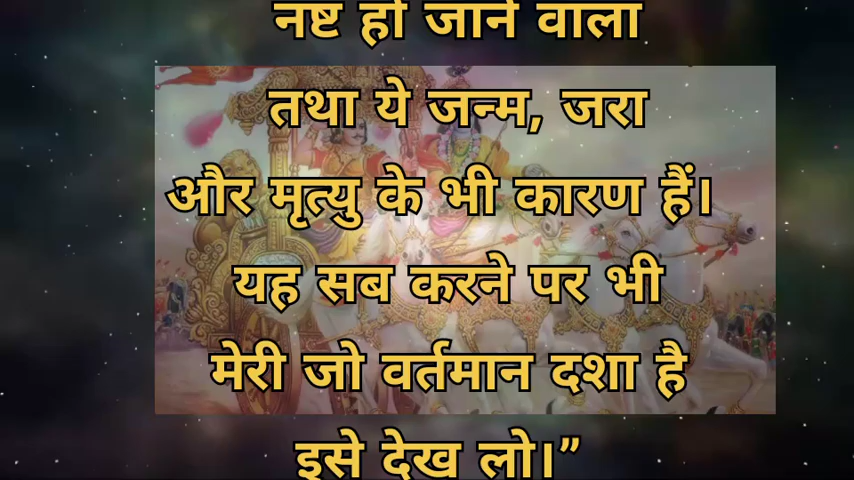 नष्ट हो जाने वाला
तथा ये जन्म, जरा
और मृत्यु के भी कारण हैं।
यह सब करने पर भी
मेरी जो वर्तमान दशा है
इसे देख लो।”